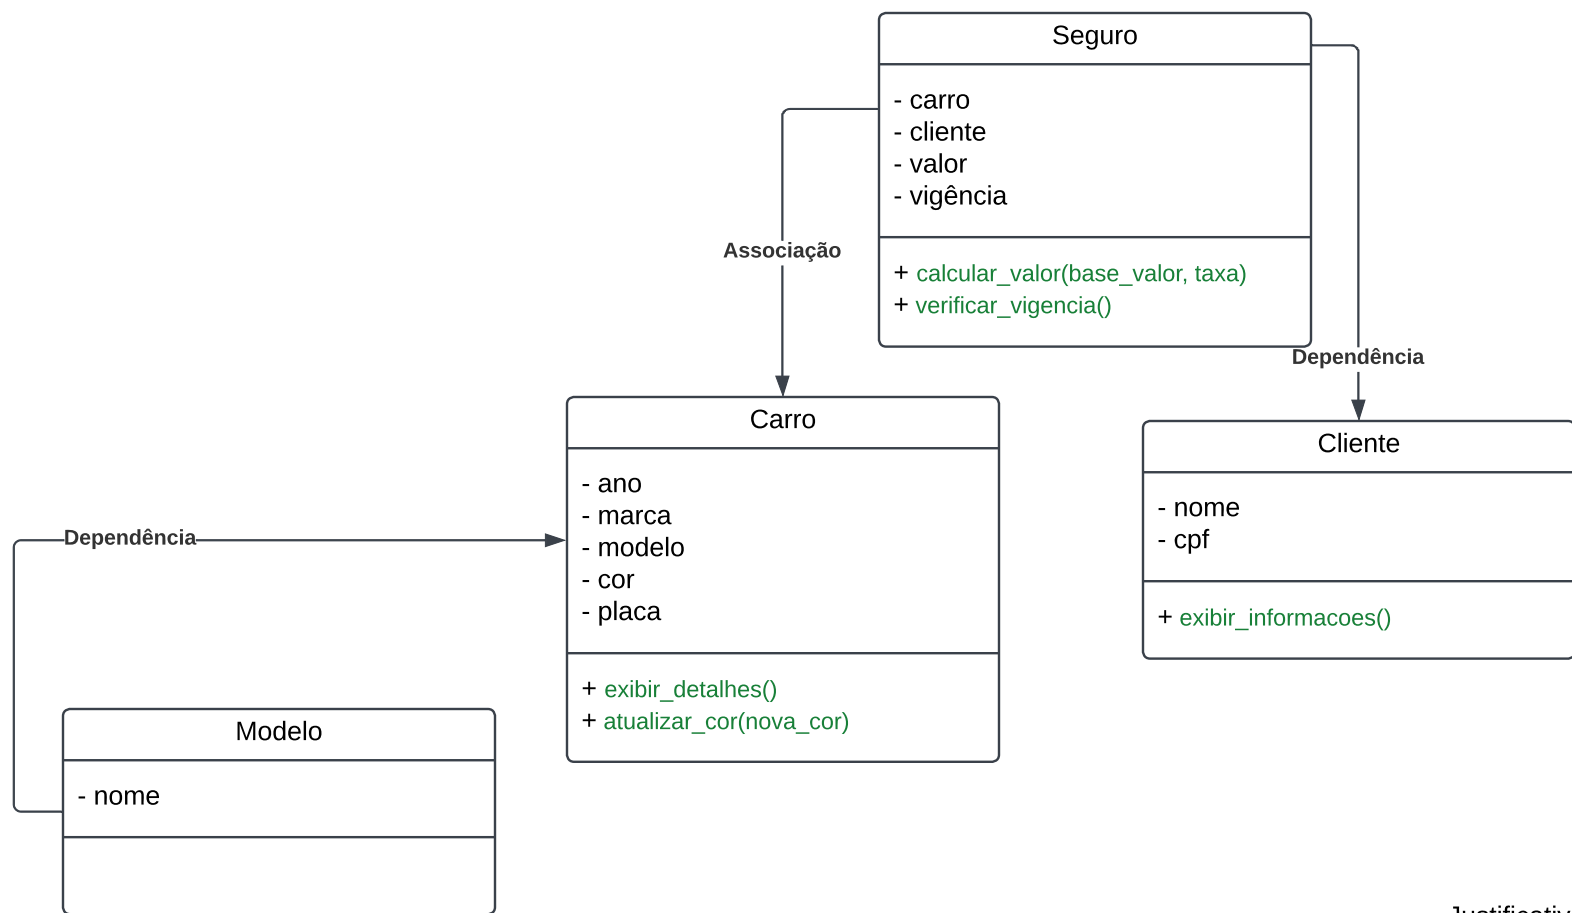 Seguro
- carro
- cliente
- valor
- vigência
+ calcular_valor(base_valor, taxa)
+ verificar_vigencia()
Associação
Dependência
Carro
- ano
- marca
- modelo
- cor
- placa
+ exibir_detalhes()
+ atualizar_cor(nova_cor)
Cliente
- nome
- cpf
+ exibir_informacoes()
Dependência
Modelo
- nome